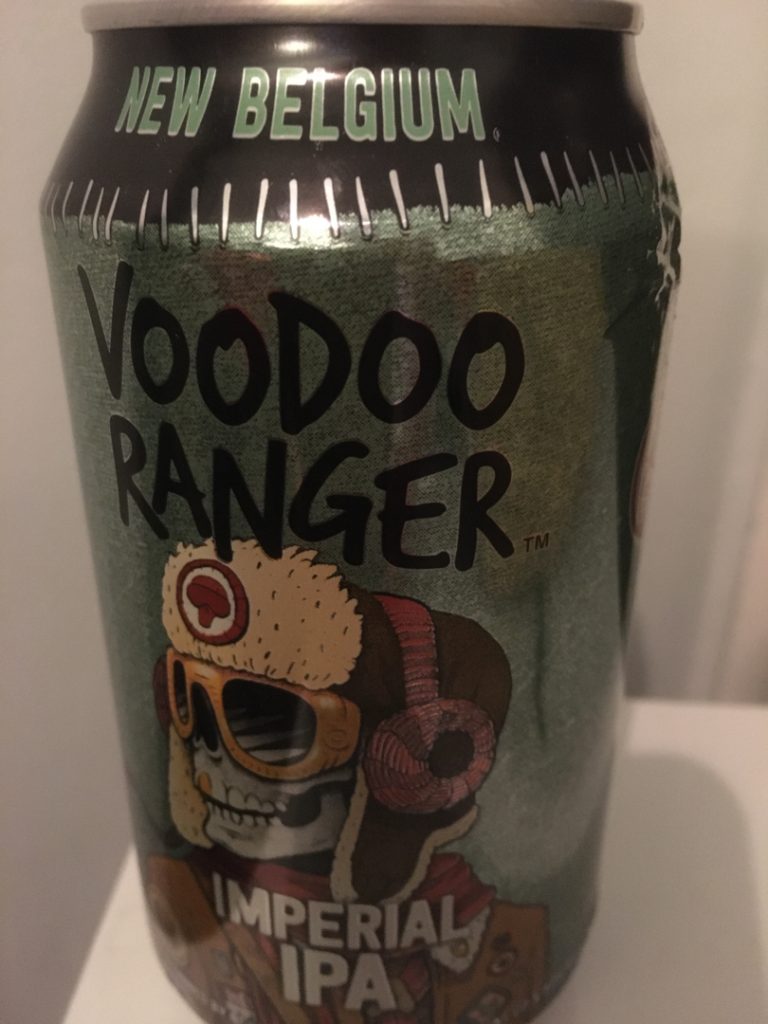 NEW BELGIUM
VOODOO
RANGER™
IMPERIAL
IPA